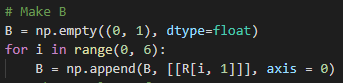 # Make B
B = np.empty((0, 1), dtype=float)
for i in range(0, 6):
    B = np.append(B, [[R[i, 1]]], axis = 0)